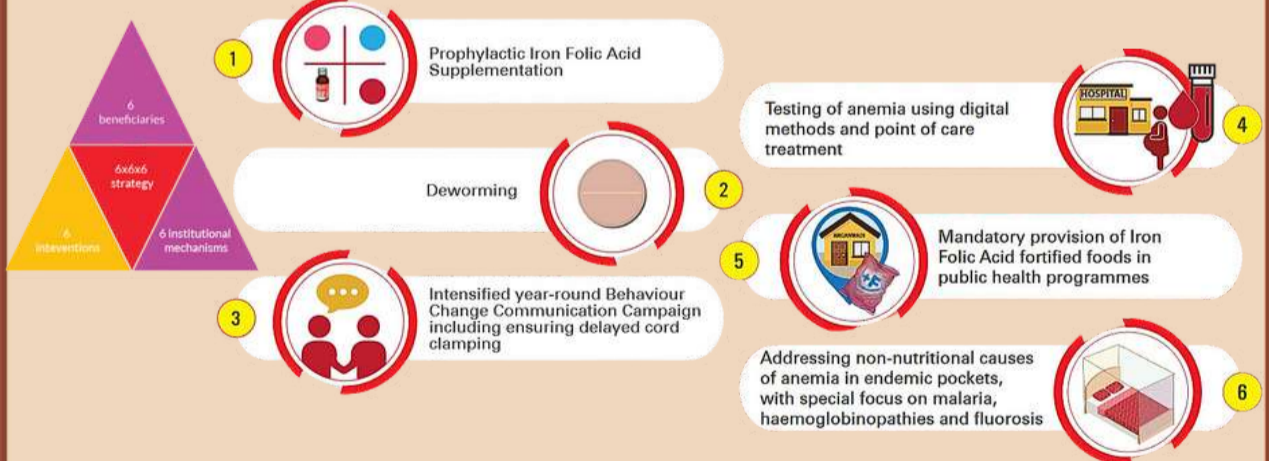 6
beneficiaries
6x6x6
strategy
6
inteventions
6 institutional
mechanisms
1
Prophylactic Iron Folic Acid
Supplementation
Deworming
2
3
Intensified year-round Behaviour
Change Communication Campaign
including ensuring delayed cord
clamping
Testing of anemia using digital
methods and point of care
treatment
HOSPITAL
4
5
ANGANWADI
+F
Mandatory provision of Iron
Folic Acid fortified foods in
public health programmes
Addressing non-nutritional causes
of anemia in endemic pockets,
with special focus on malaria,
haemoglobinopathies and fluorosis
6